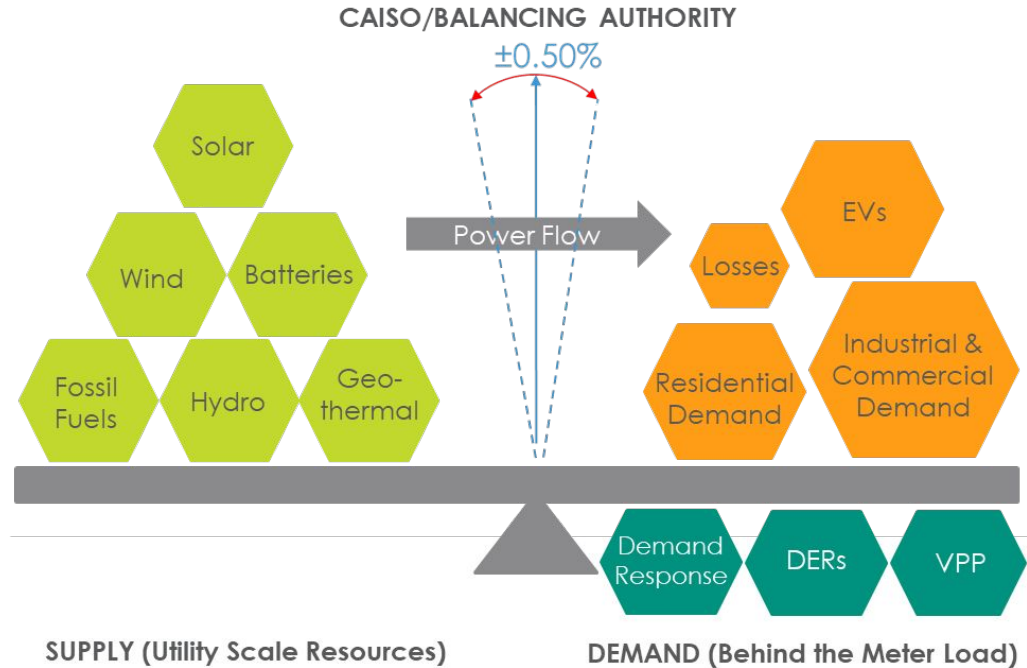 CAISO/BALANCING AUTHORITY
±0.50%
Solar
Wind
Batteries
Fossil
Fuels
Hydro
Geo-
thermal
Power Flow
EVs
Losses
Residential
Demand
Industrial &
Commercial
Demand
Demand
Response
DERs
VPP
SUPPLY (Utility Scale Resources)
DEMAND (Behind the Meter Load)